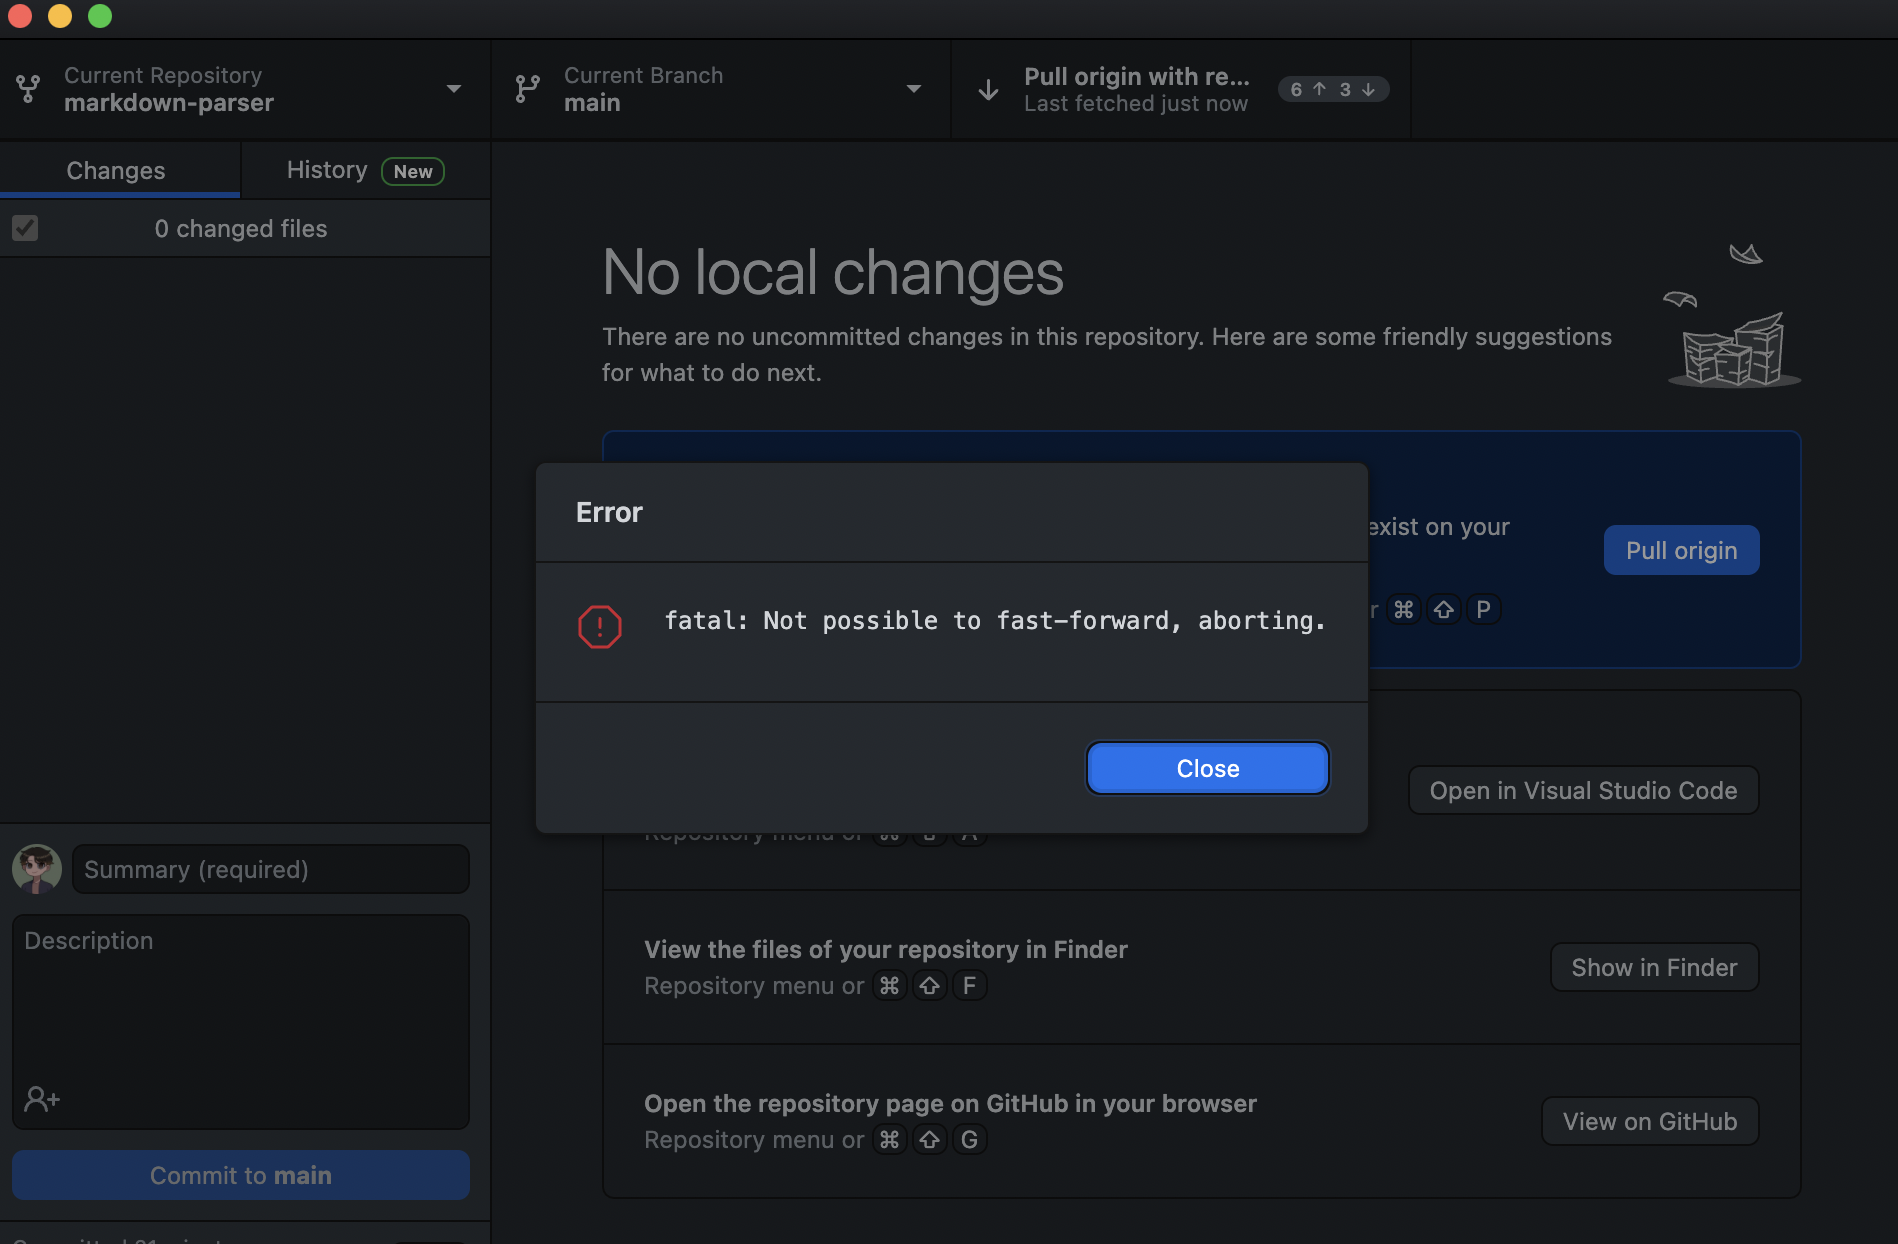 Current Repository
markdown-parser
Current Branch
main
Pull origin with re...
Last fetched just now
6 ↑ 3 ↓
Changes
History New
0 changed files
No local changes
There are no uncommitted changes in this repository. Here are some friendly suggestions
for what to do next.
exist on your
Pull origin
⌘ ⇧ P
Error
fatal: Not possible to fast-forward, aborting.
Close
Open in Visual Studio Code
Repository menu or ⌘ ⇧ A
View the files of your repository in Finder
Repository menu or ⌘ ⇧ F
Show in Finder
Open the repository page on GitHub in your browser
Repository menu or ⌘ ⇧ G
View on GitHub
Summary (required)
Description
Commit to main